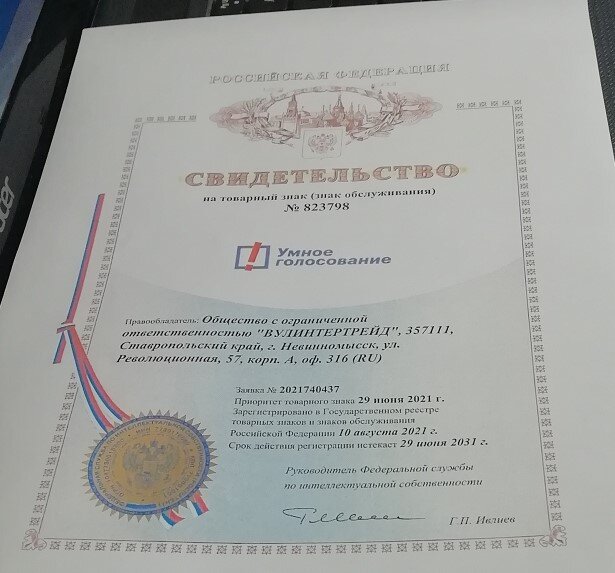 РОССИЙСКАЯ ФЕДЕРАЦИЯ
СВИДЕТЕЛЬСТВО
на товарный знак (знак обслуживания)
№ 823798
Умное
голосование
Правообладатель: Общество с ограниченной
ответственностью "ВУЛИНТЕРТРЕЙД", 357111,
Ставропольский край, г. Невинномысск, ул.
Революционная, 57, корп. А, оф. 316 (RU)
Заявка № 2021740437
Приоритет товарного знака 29 июня 2021 г.
Зарегистрировано в Государственном реестре
товарных знаков и знаков обслуживания
Российской Федерации 10 августа 2021 г.
Срок действия регистрации истекает 29 июня 2031 г.
Руководитель Федеральной службы
по интеллектуальной собственности
Г.П. Ивлиев
acer